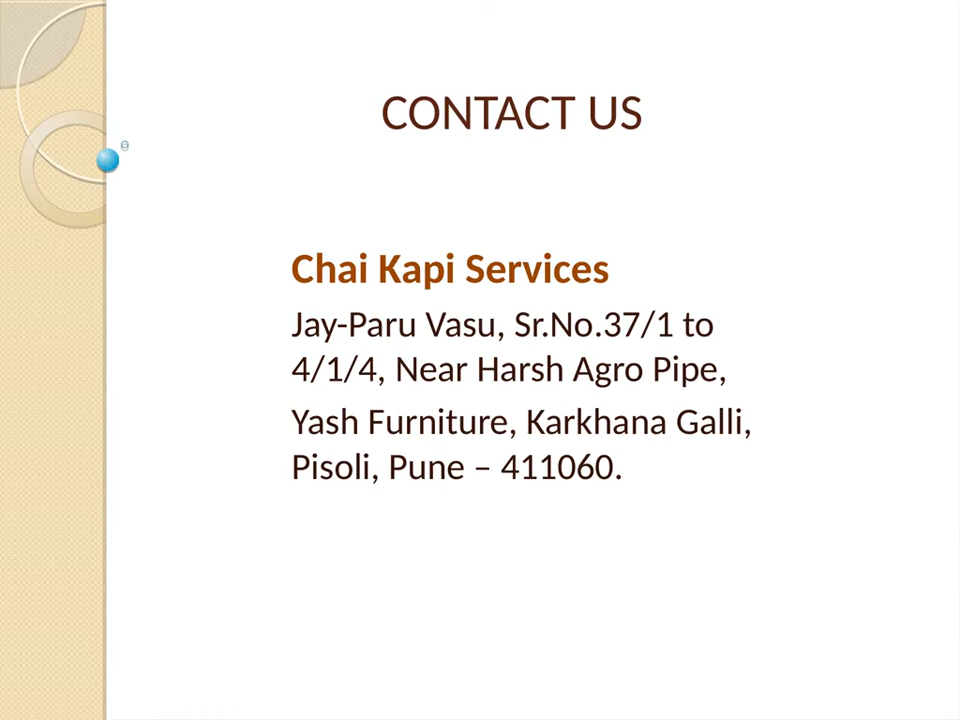 CONTACT US
Chai Kapi Services
Jay-Paru Vasu, Sr.No.37/1 to
4/1/4, Near Harsh Agro Pipe,
Yash Furniture, Karkhana Galli,
Pisoli, Pune – 411060.